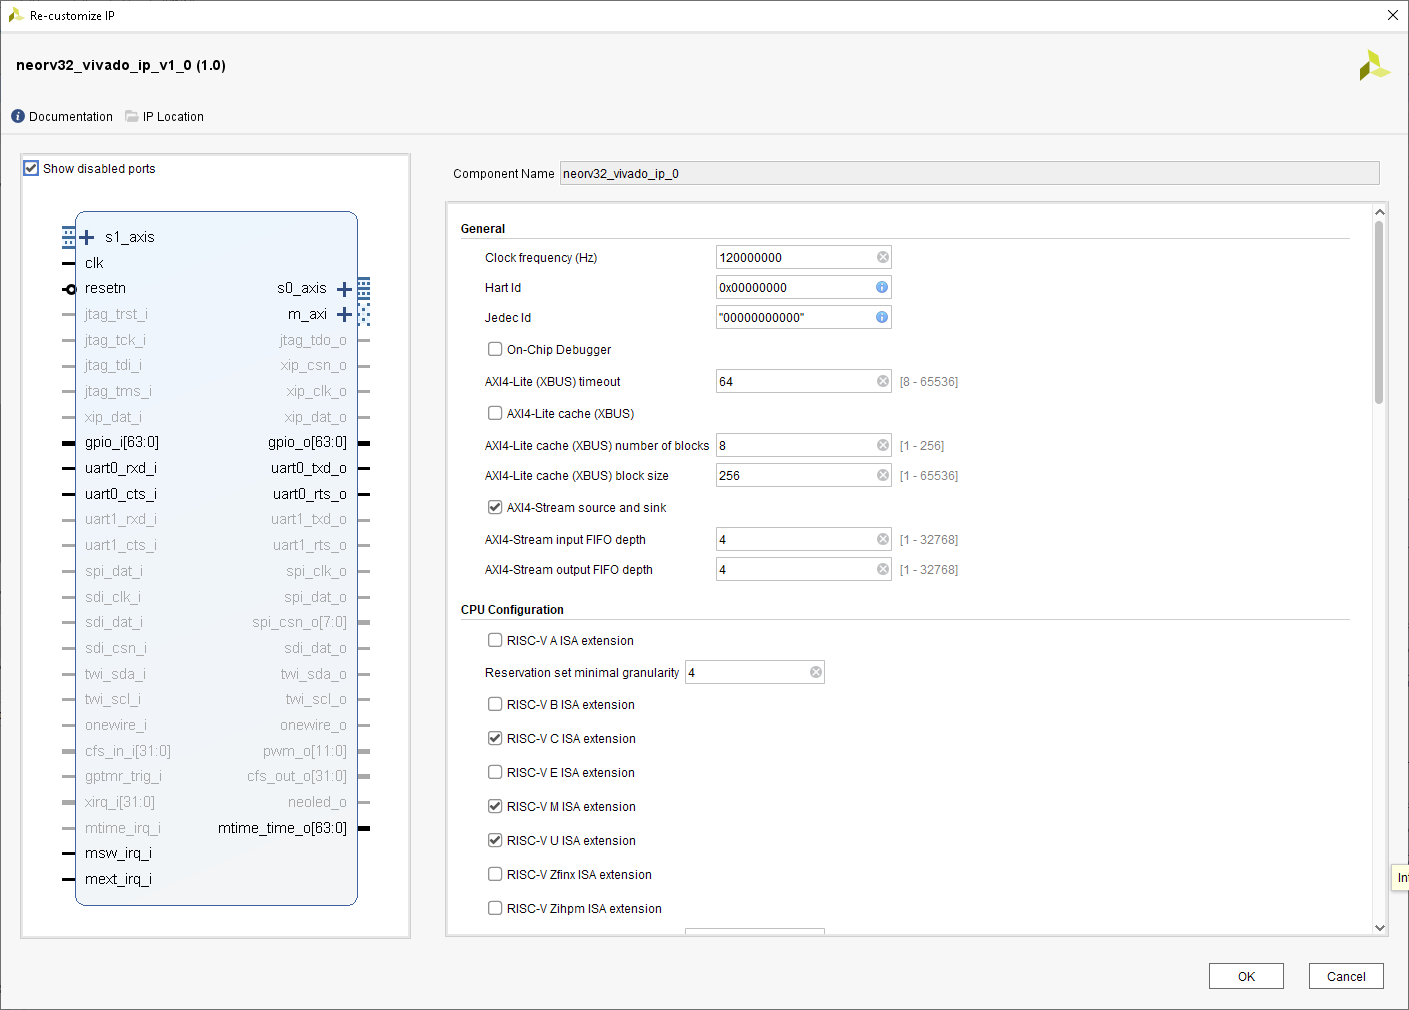 Re-customize IP
neorv32_vivado_ip_v1_0 (1.0)
Documentation IP Location
Show disabled ports
s1_axis
clk
resetn s0_axis
jtag_trst_i m_axi
jtag_tck_i jtag_tdo_o
jtag_tdi_i xip_csn_o
jtag_tms_i xip_clk_o
xip_dat_i xip_dat_o
gpio_i[63:0] gpio_o[63:0]
uart0_rxd_i uart0_txd_o
uart0_cts_i uart0_rts_o
uart1_rxd_i uart1_txd_o
uart1_cts_i uart1_rts_o
spi_dat_i spi_clk_o
sdi_clk_i spi_dat_o
sdi_dat_i spi_csn_o[7:0]
sdi_csn_i sdi_dat_o
twi_sda_i twi_sda_o
twi_scl_i twi_scl_o
onewire_i onewire_o
cfs_in_i[31:0] pwm_o[11:0]
gptmr_trig_i cfs_out_o[31:0]
xirq_i[31:0] neoled_o
mtime_irq_i mtime_time_o[63:0]
msw_irq_i
mext_irq_i
Component Name neorv32_vivado_ip_0
General
Clock frequency (Hz) 120000000
Hart Id 0x00000000
Jedec Id "00000000000"
On-Chip Debugger
AXI4-Lite (XBUS) timeout 64 [8 - 65536]
AXI4-Lite cache (XBUS)
AXI4-Lite cache (XBUS) number of blocks 8 [1 - 256]
AXI4-Lite cache (XBUS) block size 256 [1 - 65536]
AXI4-Stream source and sink
AXI4-Stream input FIFO depth 4 [1 - 32768]
AXI4-Stream output FIFO depth 4 [1 - 32768]
CPU Configuration
RISC-V A ISA extension
Reservation set minimal granularity 4
RISC-V B ISA extension
RISC-V C ISA extension
RISC-V E ISA extension
RISC-V M ISA extension
RISC-V U ISA extension
RISC-V Zfinx ISA extension
RISC-V Zihpm ISA extension
OK Cancel